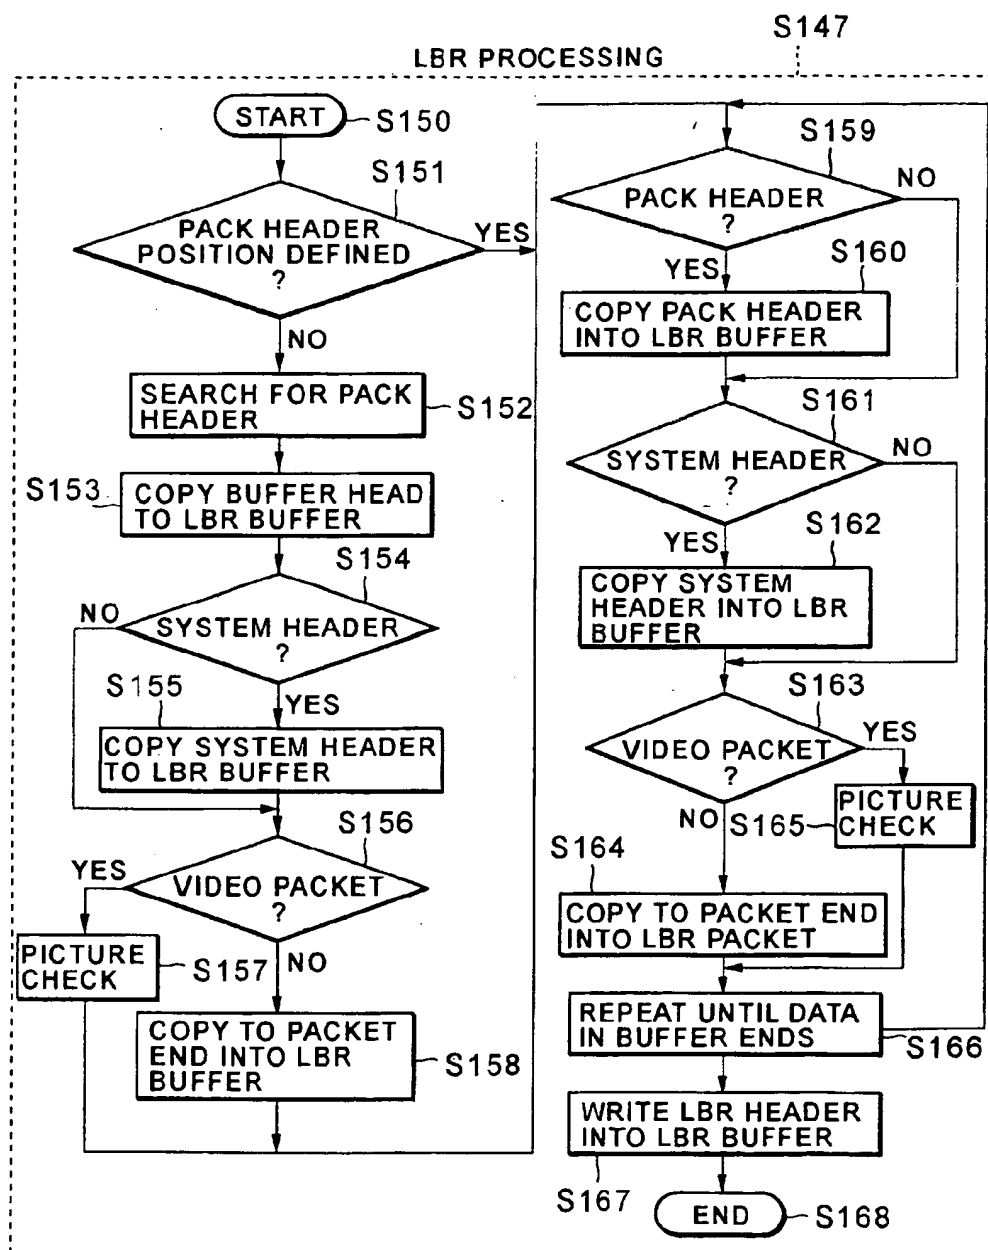 S147
LBR PROCESSING
START
S150
S151
PACK HEADER
POSITION DEFINED
?
YES
NO
SEARCH FOR PACK
HEADER
S152
S153
COPY BUFFER HEAD
TO LBR BUFFER
S154
NO
SYSTEM HEADER
?
S155
YES
COPY SYSTEM HEADER
TO LBR BUFFER
S156
YES
VIDEO PACKET
?
PICTURE
CHECK
S157
NO
COPY TO PACKET
END INTO LBR
BUFFER
S158
S159
PACK HEADER
?
NO
YES
S160
COPY PACK HEADER
INTO LBR BUFFER
S161
SYSTEM HEADER
?
NO
YES
S162
COPY SYSTEM
HEADER INTO LBR
BUFFER
S163
VIDEO PACKET
?
YES
NO
S165
PICTURE
CHECK
S164
COPY TO PACKET END
INTO LBR PACKET
REPEAT UNTIL DATA
IN BUFFER ENDS
S166
WRITE LBR HEADER
INTO LBR BUFFER
S167
END
S168